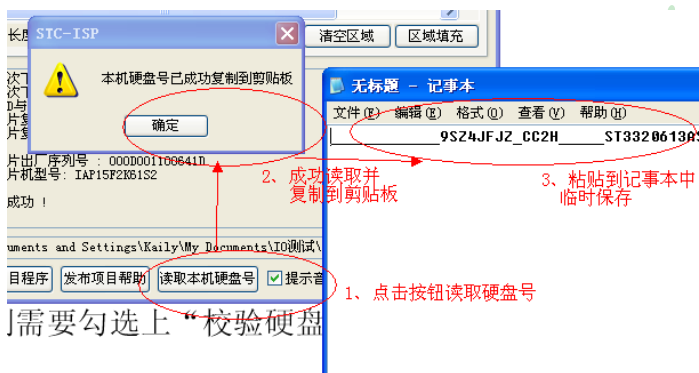 STC-ISP
清空区域 区域填充
本机硬盘号已成功复制到剪贴板
确定
无标题 - 记事本
文件(F) 编辑(E) 格式(O) 查看(V) 帮助(H)
_9SZ4JFJZ_CC2H_____ST3320613AS
片出厂序列号 : 000D001100641D
片机型号: IAP15F2K61S2
成功 !
2、成功读取并
复制到剪贴板
3、粘贴到记事本中
临时保存
uments and Settings\Kaily\My Documents\IO测试\
目程序 发布项目帮助 读取本机硬盘号 提示音
1、点击按钮读取硬盘号
需要勾选上“校验硬盘